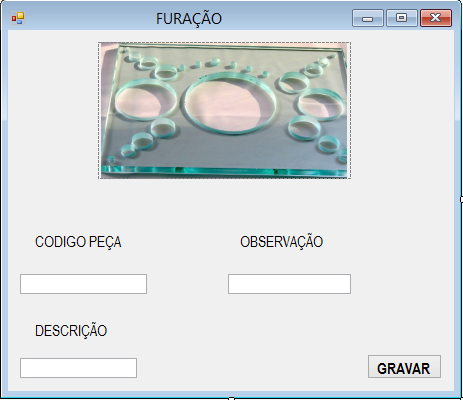 FURAÇÃO
CODIGO PEÇA
OBSERVAÇÃO
DESCRIÇÃO
GRAVAR